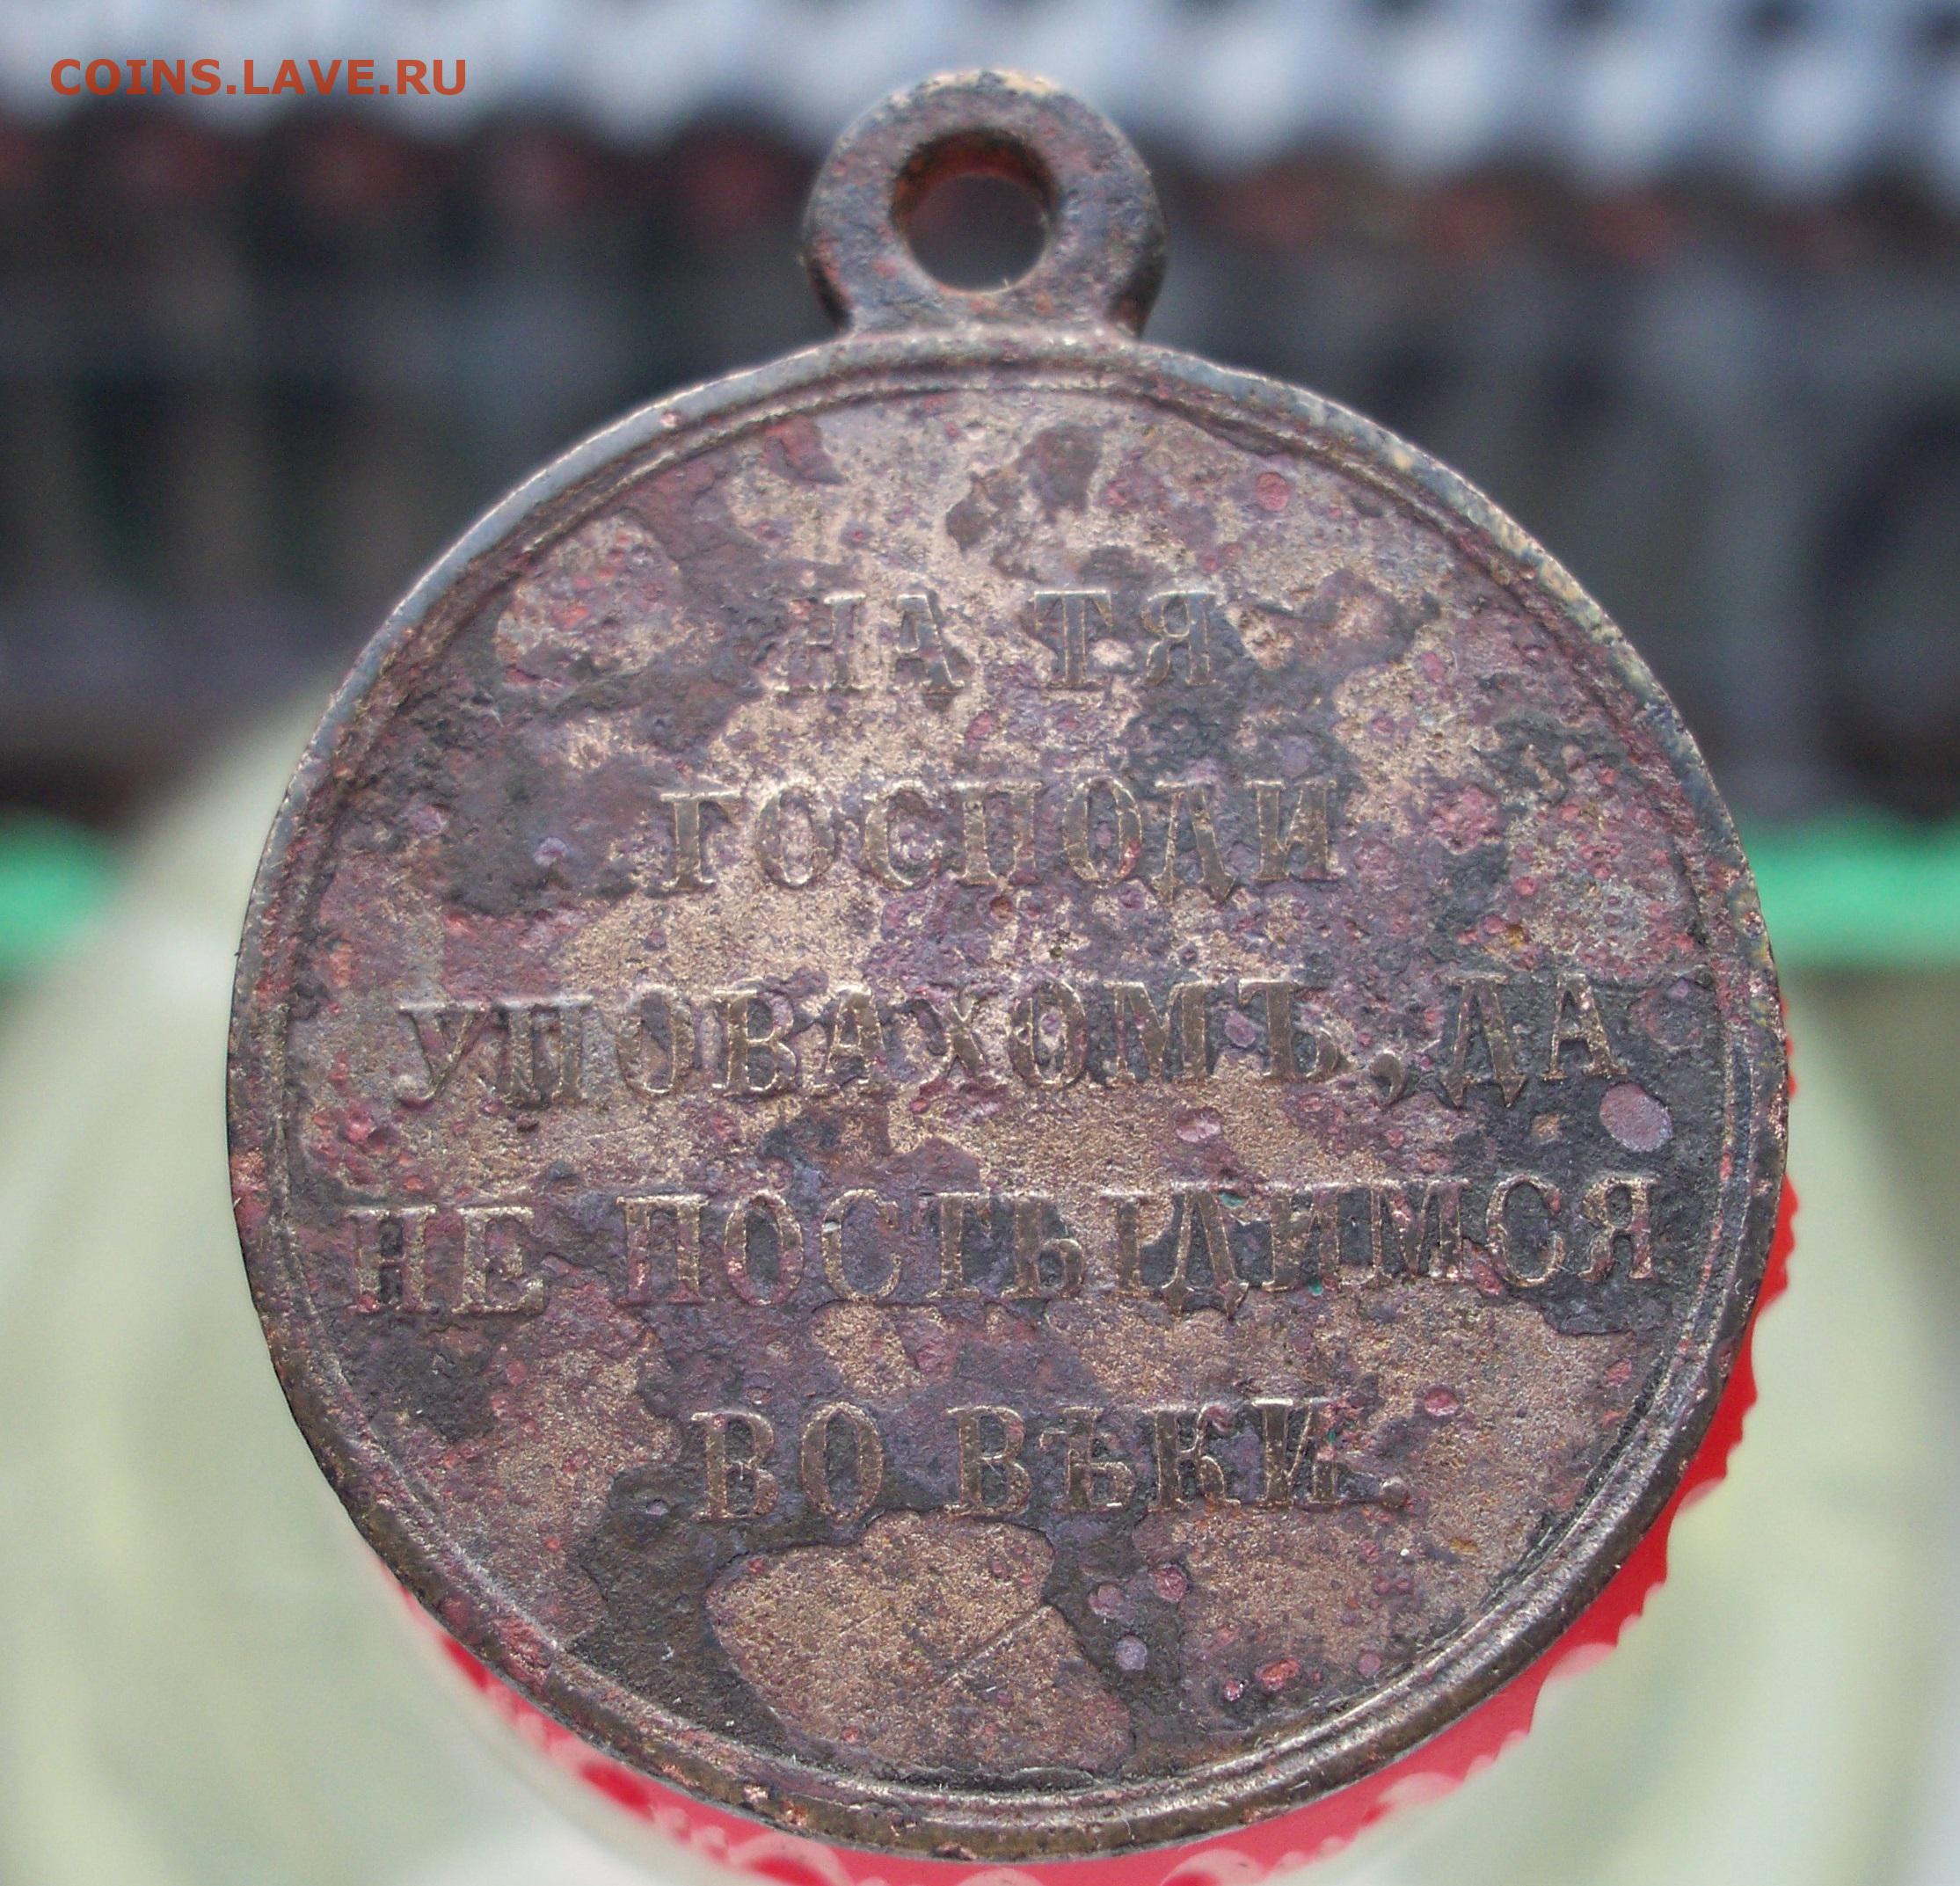 COINS.LAVE.RU
НА ТЯ
ГОСПОДИ
УПОВАХОМЪ, ДА
НЕ ПОСТЫДИМСЯ
ВО ВѢКИ.